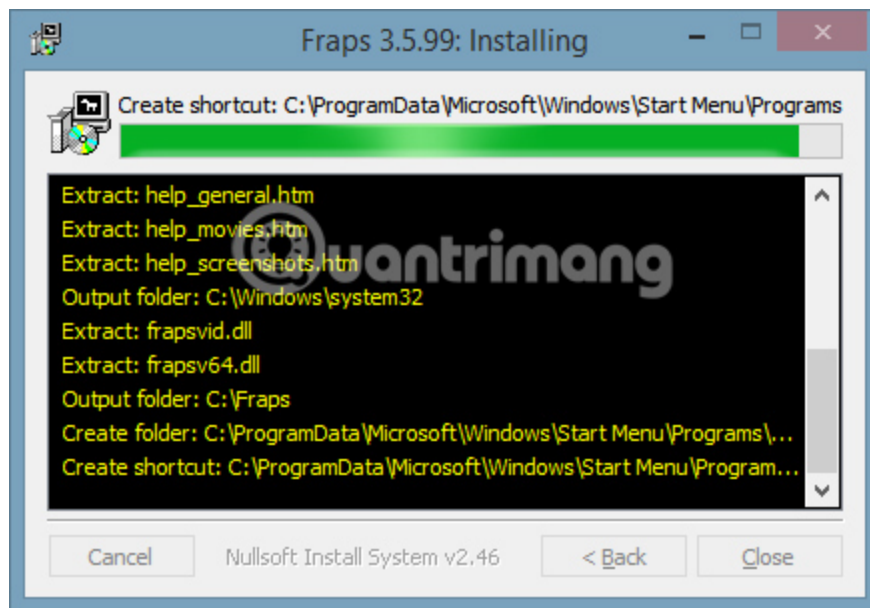 Fraps 3.5.99: Installing
Create shortcut: C:\ProgramData\Microsoft\Windows\Start Menu\Programs
Extract: help_general.htm
Extract: help_movies.htm
Extract: help_screenshots.htm
Output folder: C:\Windows\system32
Extract: frapsvid.dll
Extract: frapsv64.dll
Output folder: C:\Fraps
Create folder: C:\ProgramData\Microsoft\Windows\Start Menu\Programs\...
Create shortcut: C:\ProgramData\Microsoft\Windows\Start Menu\Program...
@uantrimang
Cancel
Nullsoft Install System v2.46
< Back
Close